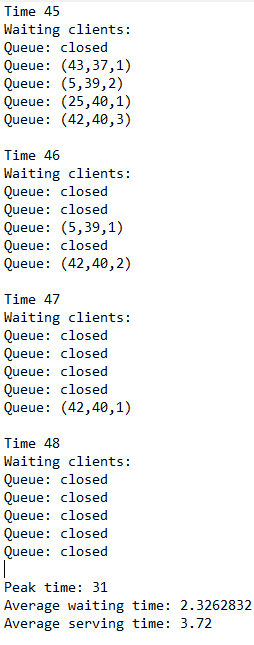 Time 45
Waiting clients:
Queue: closed
Queue: (43,37,1)
Queue: (5,39,2)
Queue: (25,40,1)
Queue: (42,40,3)
Time 46
Waiting clients:
Queue: closed
Queue: closed
Queue: (5,39,1)
Queue: closed
Queue: (42,40,2)
Time 47
Waiting clients:
Queue: closed
Queue: closed
Queue: closed
Queue: closed
Queue: (42,40,1)
Time 48
Waiting clients:
Queue: closed
Queue: closed
Queue: closed
Queue: closed
Queue: closed
Peak time: 31
Average waiting time: 2.3262832
Average serving time: 3.72